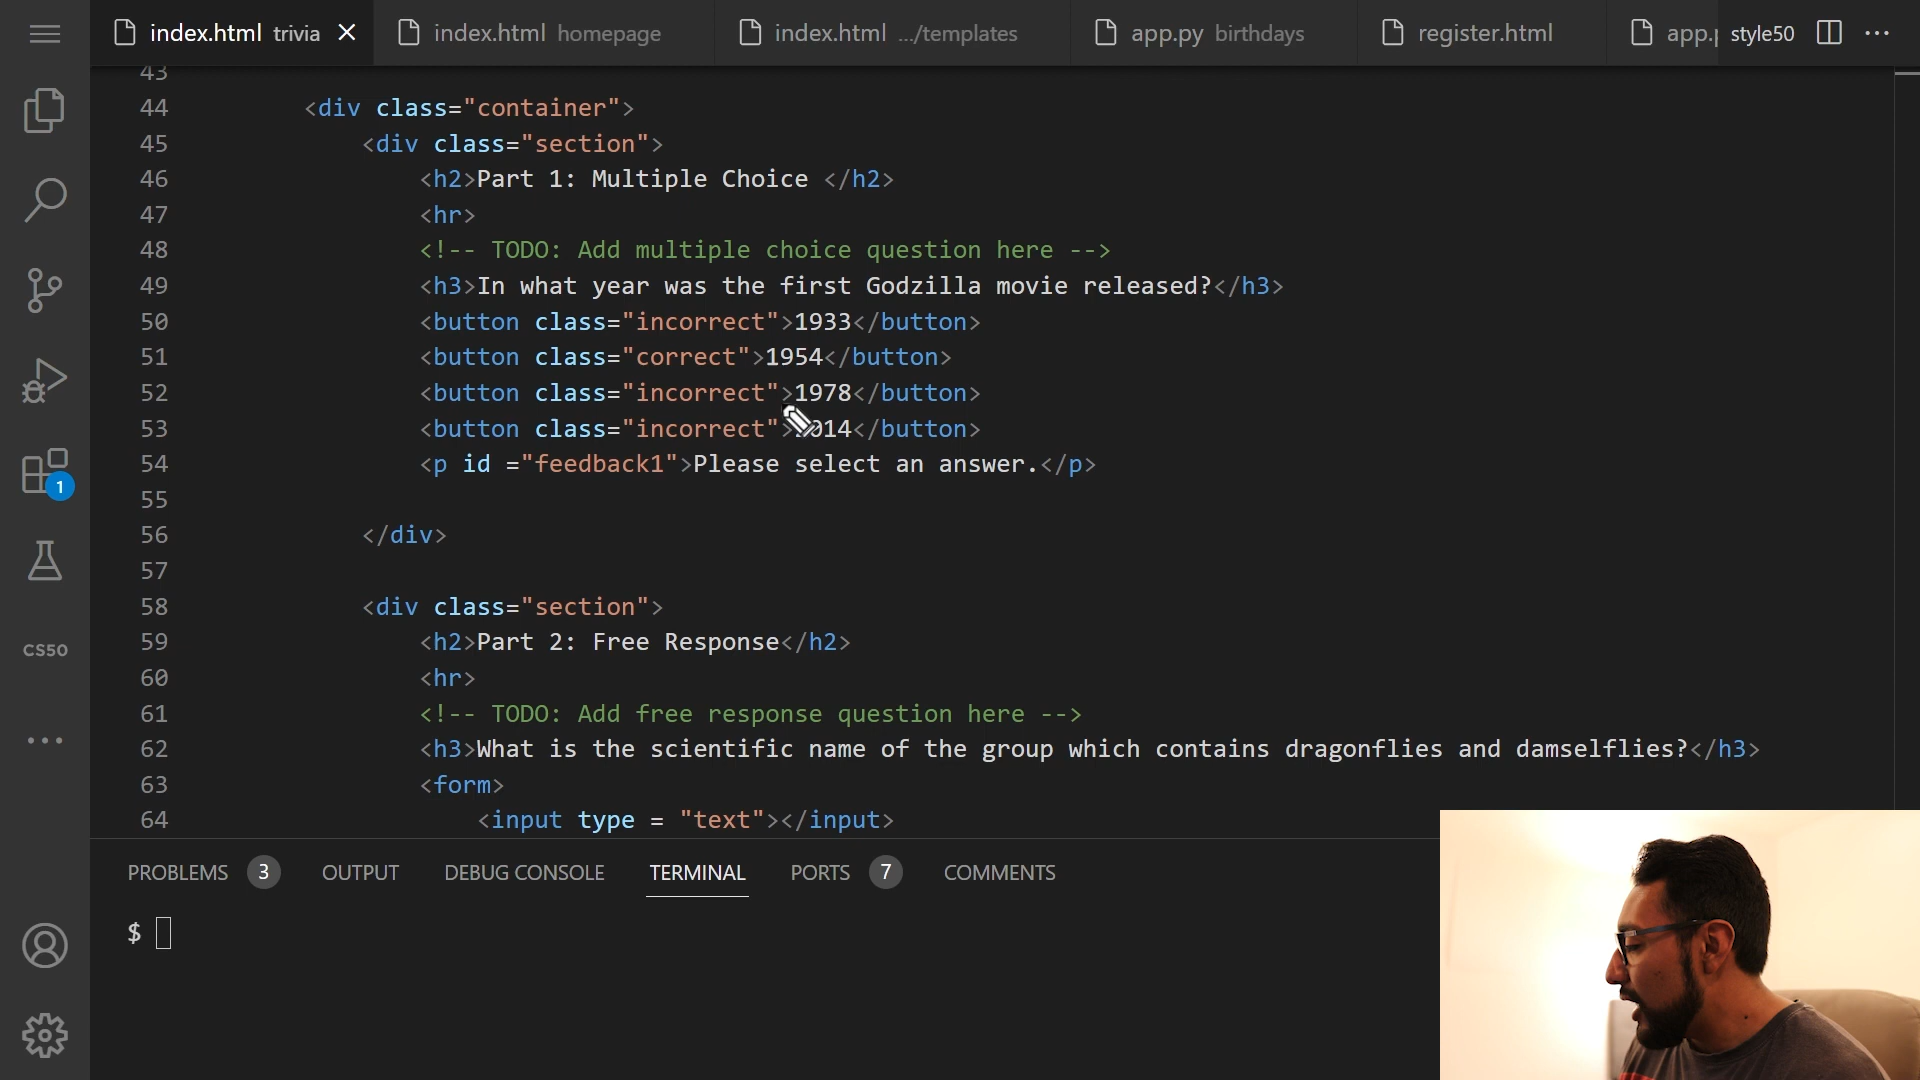 index.html trivia
index.html homepage
index.html .../templates
app.py birthdays
register.html
style50
43
44 <div class="container">
45 <div class="section">
46 <h2>Part 1: Multiple Choice </h2>
47 <hr>
48 <!-- TODO: Add multiple choice question here -->
49 <h3>In what year was the first Godzilla movie released?</h3>
50 <button class="incorrect">1933</button>
51 <button class="correct">1954</button>
52 <button class="incorrect">1978</button>
53 <button class="incorrect">2014</button>
54 <p id ="feedback1">Please select an answer.</p>
55
56 </div>
57
58 <div class="section">
59 <h2>Part 2: Free Response</h2>
60 <hr>
61 <!-- TODO: Add free response question here -->
62 <h3>What is the scientific name of the group which contains dragonflies and damselflies?</h3>
63 <form>
64 <input type = "text"></input>
1
CS50
PROBLEMS 3 OUTPUT DEBUG CONSOLE TERMINAL PORTS 7 COMMENTS
$